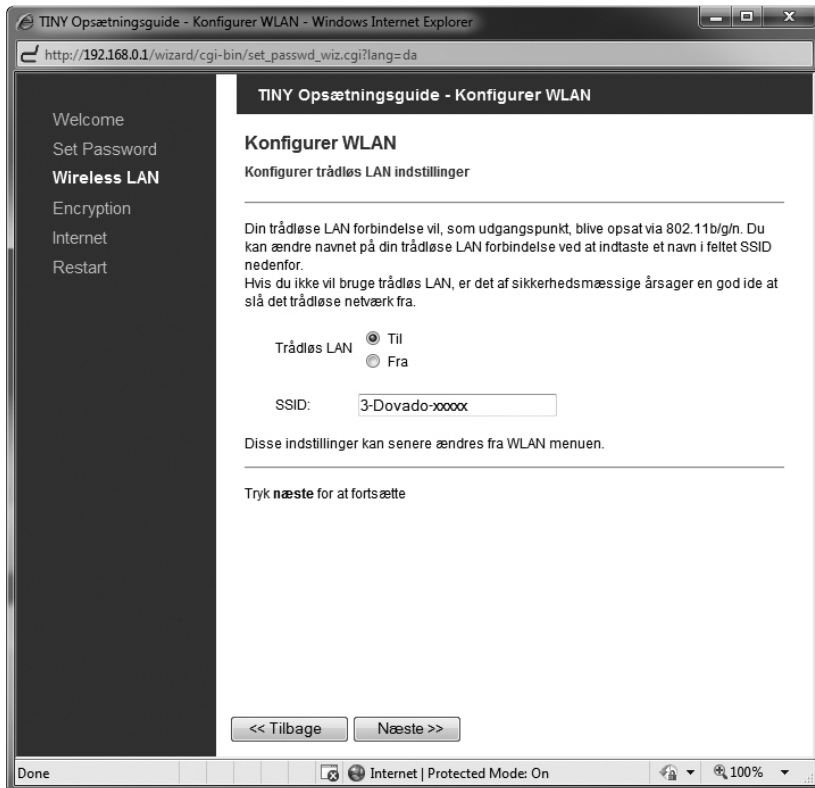 TINY Opsætningsguide - Konfigurer WLAN - Windows Internet Explorer
http://192.168.0.1/wizard/cgi-bin/set_passwd_wiz.cgi?lang=da
TINY Opsætningsguide - Konfigurer WLAN
Welcome
Set Password
Wireless LAN
Encryption
Internet
Restart
Konfigurer WLAN
Konfigurer trådløs LAN indstillinger
Din trådløse LAN forbindelse vil, som udgangspunkt, blive opsat via 802.11b/g/n. Du
kan ændre navnet på din trådløse LAN forbindelse ved at indtaste et navn i feltet SSID
nedenfor.
Hvis du ikke vil bruge trådløs LAN, er det af sikkerhedsmæssige årsager en god ide at
slå det trådløse netværk fra.
Trådløs LAN
Til
Fra
SSID: 3-Dovado-xxxxx
Disse indstillinger kan senere ændres fra WLAN menuen.
Tryk næste for at fortsætte
<< Tilbage
Næste >>
Done
Internet | Protected Mode: On
100%